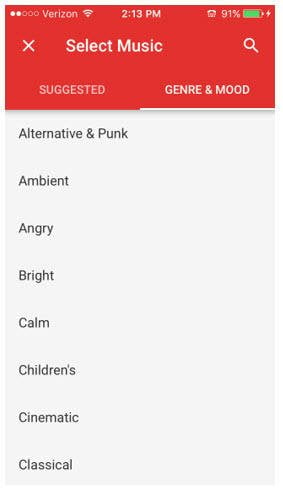 Verizon 2:13 PM 91%
Select Music
SUGGESTED GENRE & MOOD
Alternative & Punk
Ambient
Angry
Bright
Calm
Children's
Cinematic
Classical